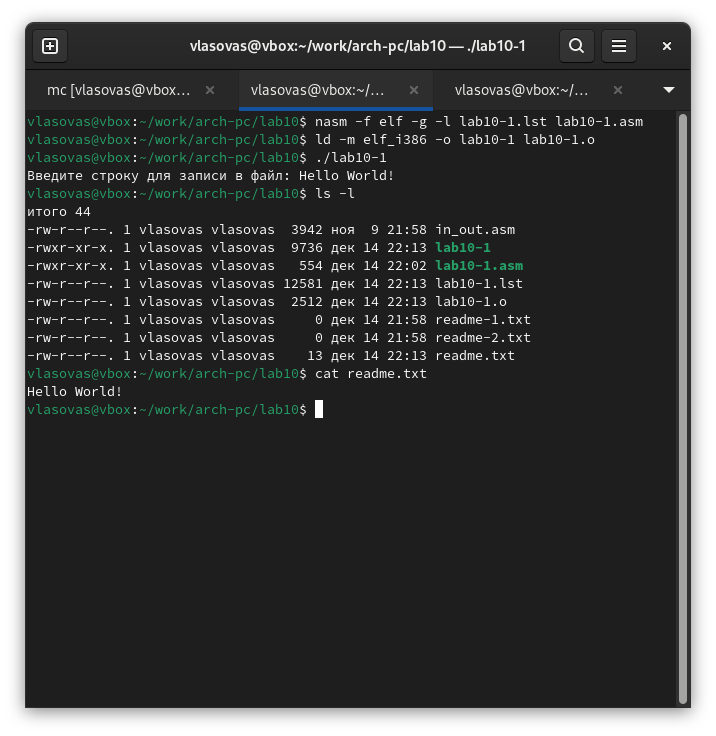 vlasovas@vbox:~/work/arch-pc/lab10 — ./lab10-1
mc [vlasovas@vbox… vlasovas@vbox:~/… vlasovas@vbox:~/…
vlasovas@vbox:~/work/arch-pc/lab10$ nasm -f elf -g -l lab10-1.lst lab10-1.asm
vlasovas@vbox:~/work/arch-pc/lab10$ ld -m elf_i386 -o lab10-1 lab10-1.o
vlasovas@vbox:~/work/arch-pc/lab10$ ./lab10-1
Введите строку для записи в файл: Hello World!
vlasovas@vbox:~/work/arch-pc/lab10$ ls -l
итого 44
-rw-r--r--. 1 vlasovas vlasovas  3942 ноя  9 21:58 in_out.asm
-rwxr-xr-x. 1 vlasovas vlasovas  9736 дек 14 22:13 lab10-1
-rwxr-xr-x. 1 vlasovas vlasovas   554 дек 14 22:02 lab10-1.asm
-rw-r--r--. 1 vlasovas vlasovas 12581 дек 14 22:13 lab10-1.lst
-rw-r--r--. 1 vlasovas vlasovas  2512 дек 14 22:13 lab10-1.o
-rw-r--r--. 1 vlasovas vlasovas     0 дек 14 21:58 readme-1.txt
-rw-r--r--. 1 vlasovas vlasovas     0 дек 14 21:58 readme-2.txt
-rw-r--r--. 1 vlasovas vlasovas    13 дек 14 22:13 readme.txt
vlasovas@vbox:~/work/arch-pc/lab10$ cat readme.txt
Hello World!
vlasovas@vbox:~/work/arch-pc/lab10$